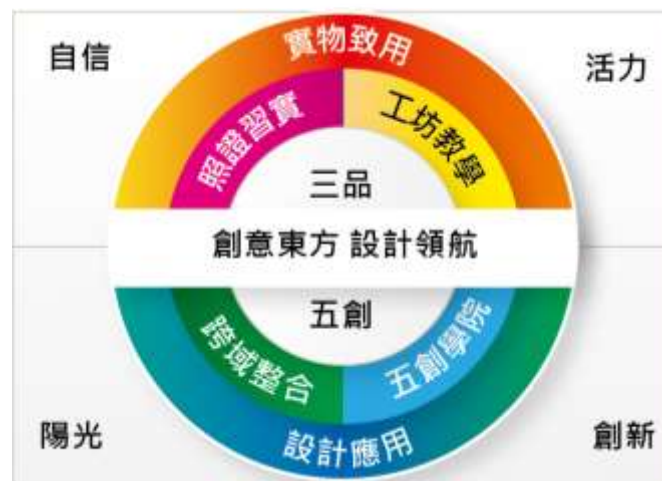 自信
實物致用
活力
實習證照
工坊教學
三品
創意東方 設計領航
五創
跨域整合
五創學院
陽光
設計應用
創新